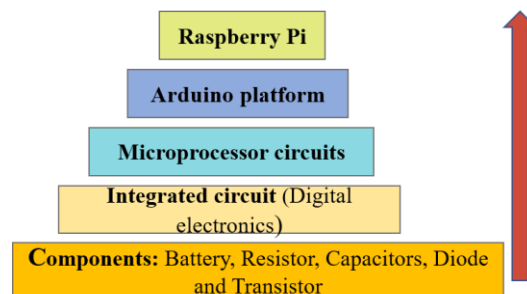 Raspberry Pi
Arduino platform
Microprocessor circuits
Integrated circuit (Digital
electronics)
Components: Battery, Resistor, Capacitors, Diode
and Transistor